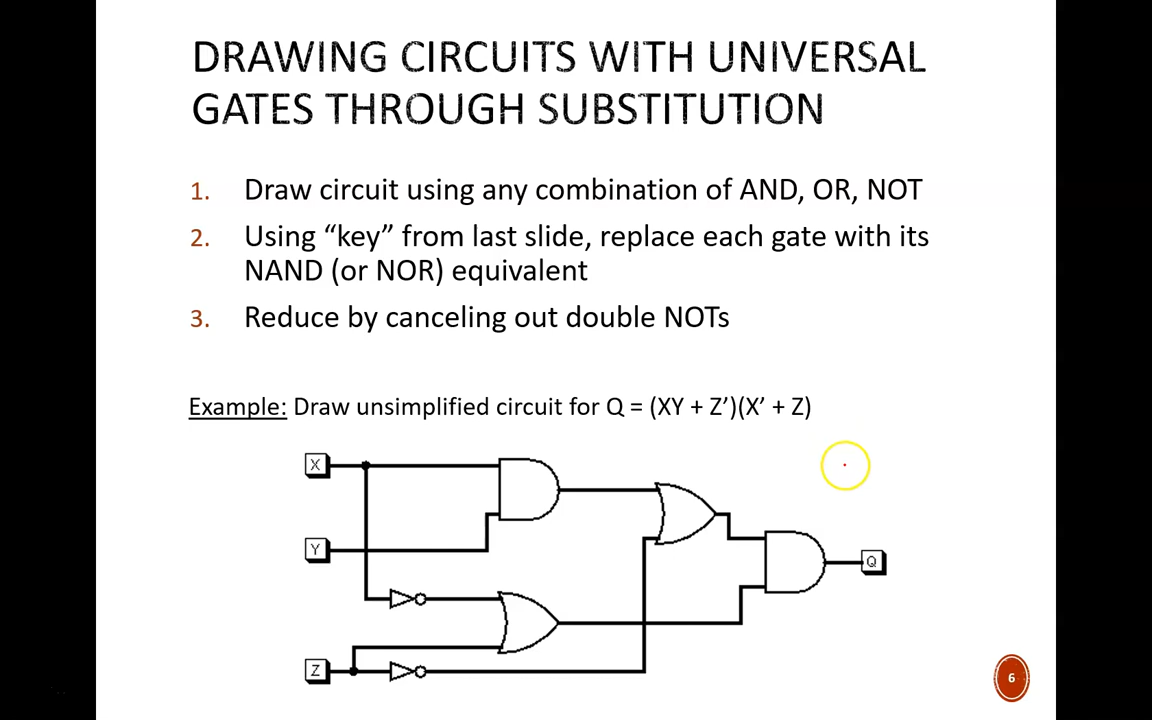 DRAWING CIRCUITS WITH UNIVERSAL
GATES THROUGH SUBSTITUTION
1. Draw circuit using any combination of AND, OR, NOT
2. Using “key” from last slide, replace each gate with its
NAND (or NOR) equivalent
3. Reduce by canceling out double NOTs
Example: Draw unsimplified circuit for Q = (XY + Z’)(X’ + Z)
X
Y
Q
Z
6